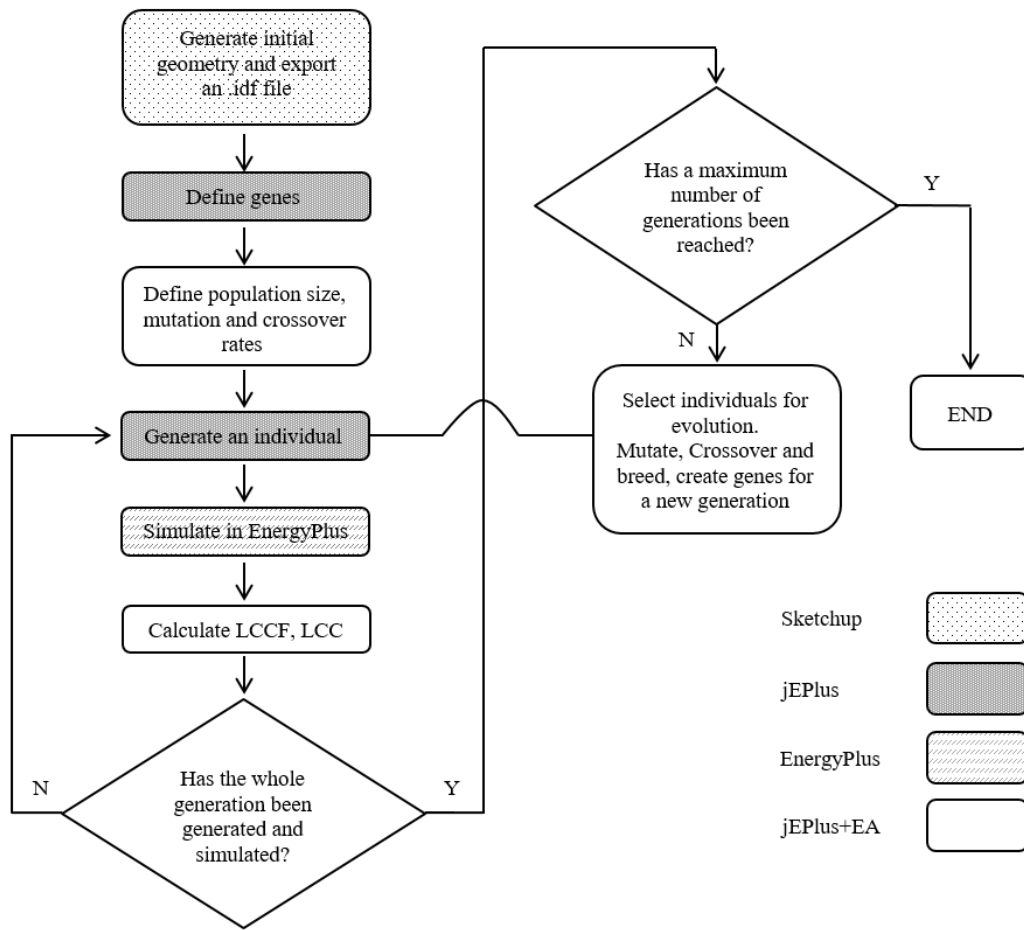 Generate initial
geometry and export
an .idf file
Define genes
Define population size,
mutation and crossover
rates
Generate an individual
Simulate in EnergyPlus
Calculate LCCF, LCC
Has the whole
generation been
generated and
simulated?
N
Y
Has a maximum
number of
generations been
reached?
Y
N
Select individuals for
evolution.
Mutate, Crossover and
breed, create genes for
a new generation
END
Sketchup
jEPlus
EnergyPlus
jEPlus+EA